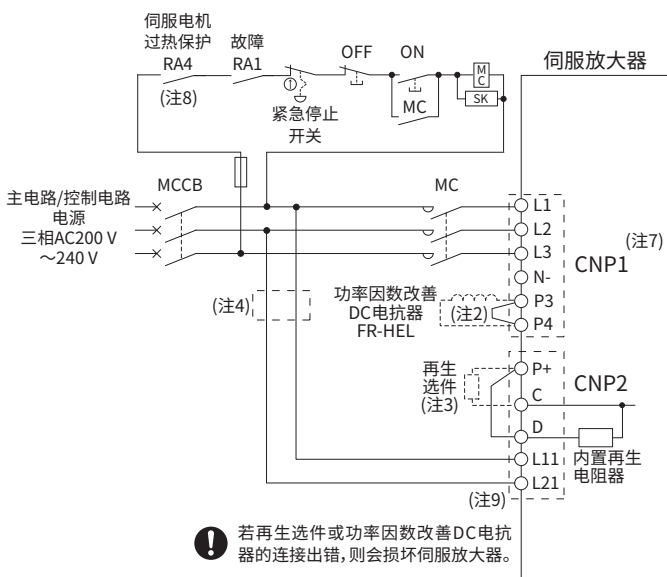 伺服电机
过热保护
RA4
(注8)
故障
RA1
紧急停止
开关
OFF
ON
MC
MC
SK
伺服放大器
主电路/控制电路
电源
三相AC200 V
～240 V
MCCB
MC
L1
L2
L3
N-
P3
P4
CNP1
(注7)
(注4)
功率因数改善
DC电抗器
FR-HEL
(注2)
再生
选件
(注3)
P+
C
D
L11
L21
CNP2
内置再生
电阻器
(注9)
若再生选件或功率因数改善DC电抗
器的连接出错,则会损坏伺服放大器。